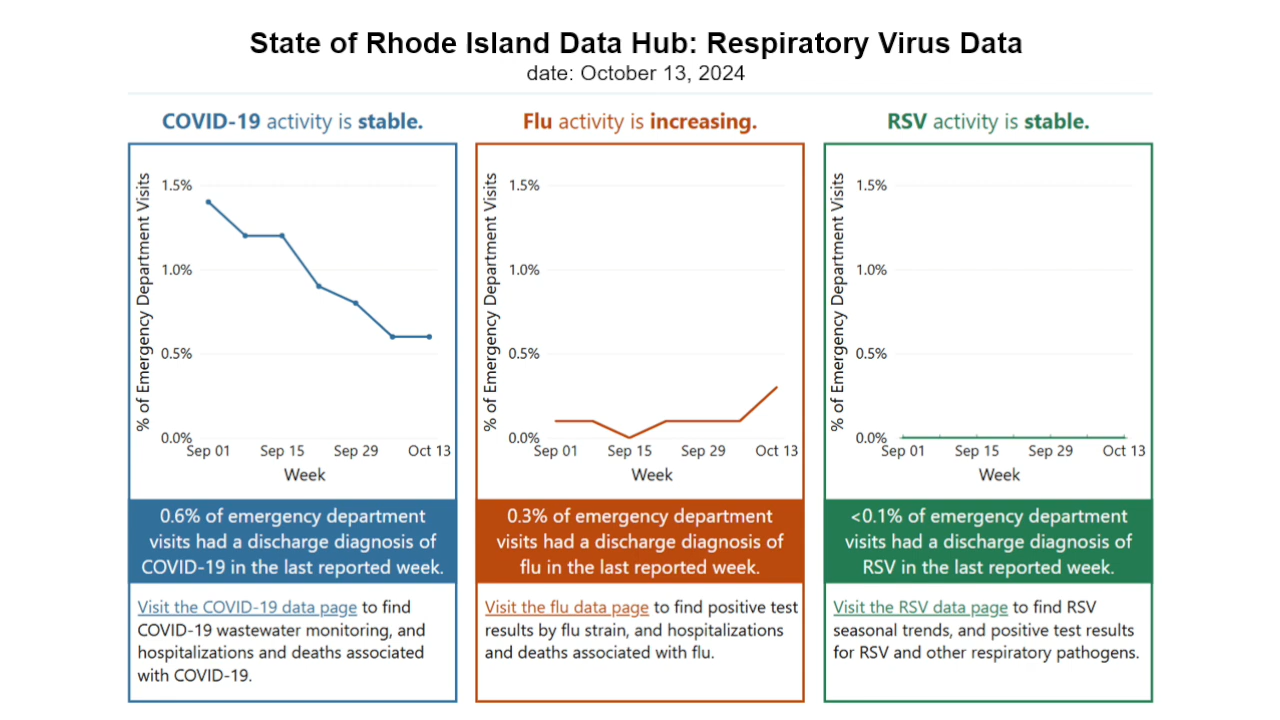 State of Rhode Island Data Hub: Respiratory Virus Data
date: October 13, 2024
COVID-19 activity is stable.
% of Emergency Department Visits
1.5%
1.0%
0.5%
0.0%
Sep 01 Sep 15 Sep 29 Oct 13
Week
0.6% of emergency department
visits had a discharge diagnosis of
COVID-19 in the last reported week.
Visit the COVID-19 data page to find
COVID-19 wastewater monitoring, and
hospitalizations and deaths associated
with COVID-19.
Flu activity is increasing.
% of Emergency Department Visits
1.5%
1.0%
0.5%
0.0%
Sep 01 Sep 15 Sep 29 Oct 13
Week
0.3% of emergency department
visits had a discharge diagnosis of
flu in the last reported week.
Visit the flu data page to find positive test
results by flu strain, and hospitalizations
and deaths associated with flu.
RSV activity is stable.
% of Emergency Department Visits
1.5%
1.0%
0.5%
0.0%
Sep 01 Sep 15 Sep 29 Oct 13
Week
<0.1% of emergency department
visits had a discharge diagnosis of
RSV in the last reported week.
Visit the RSV data page to find RSV
seasonal trends, and positive test results
for RSV and other respiratory pathogens.